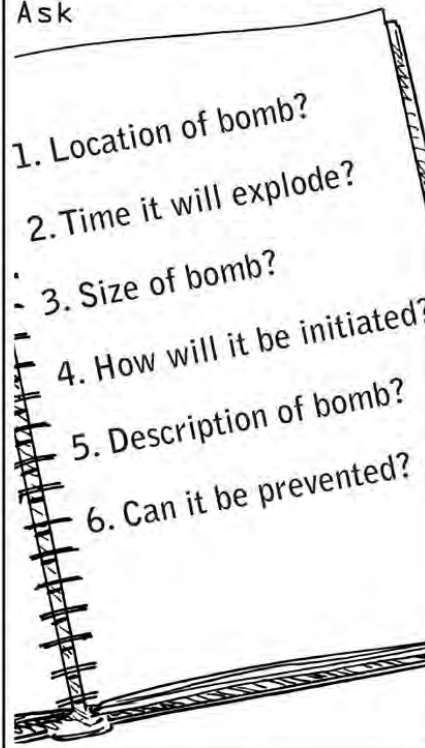 Ask
1. Location of bomb?
2. Time it will explode?
3. Size of bomb?
4. How will it be initiated?
5. Description of bomb?
6. Can it be prevented?